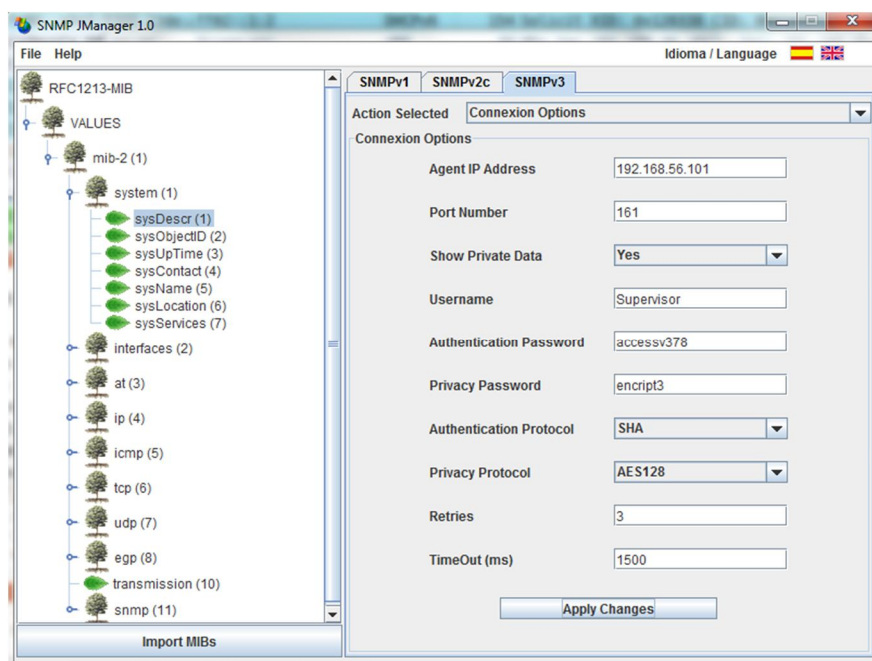 SNMP JManager 1.0
File Help
Idioma / Language
RFC1213-MIB
VALUES
mib-2 (1)
system (1)
sysDescr (1)
sysObjectID (2)
sysUpTime (3)
sysContact (4)
sysName (5)
sysLocation (6)
sysServices (7)
interfaces (2)
at (3)
ip (4)
icmp (5)
tcp (6)
udp (7)
egp (8)
transmission (10)
snmp (11)
Import MIBs
SNMPv1 SNMPv2c SNMPv3
Action Selected Connexion Options
Connexion Options
Agent IP Address 192.168.56.101
Port Number 161
Show Private Data Yes
Username Supervisor
Authentication Password accessv378
Privacy Password encript3
Authentication Protocol SHA
Privacy Protocol AES128
Retries 3
TimeOut (ms) 1500
Apply Changes